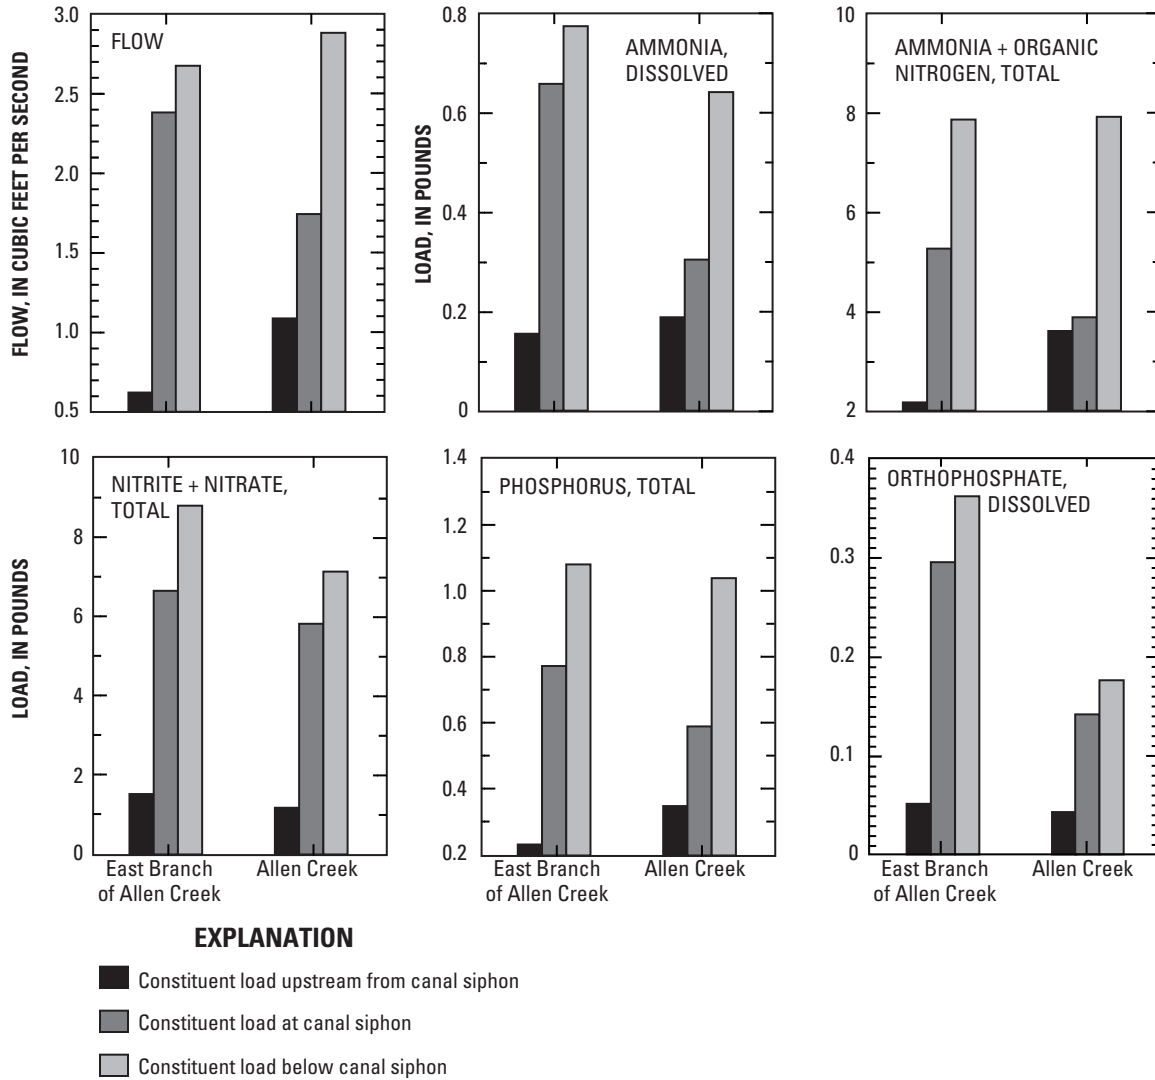 FLOW
3.0
2.5
2.0
1.5
1.0
0.5
FLOW, IN CUBIC FEET PER SECOND
AMMONIA,
DISSOLVED
0.8
0.6
0.4
0.2
0
LOAD, IN POUNDS
AMMONIA + ORGANIC
NITROGEN, TOTAL
10
8
6
4
2
NITRITE + NITRATE,
TOTAL
10
8
6
4
2
0
LOAD, IN POUNDS
East Branch
of Allen Creek
Allen Creek
PHOSPHORUS, TOTAL
1.4
1.2
1.0
0.8
0.6
0.4
0.2
East Branch
of Allen Creek
Allen Creek
ORTHOPHOSPHATE,
DISSOLVED
0.4
0.3
0.2
0.1
0
East Branch
of Allen Creek
Allen Creek
EXPLANATION
Constituent load upstream from canal siphon
Constituent load at canal siphon
Constituent load below canal siphon